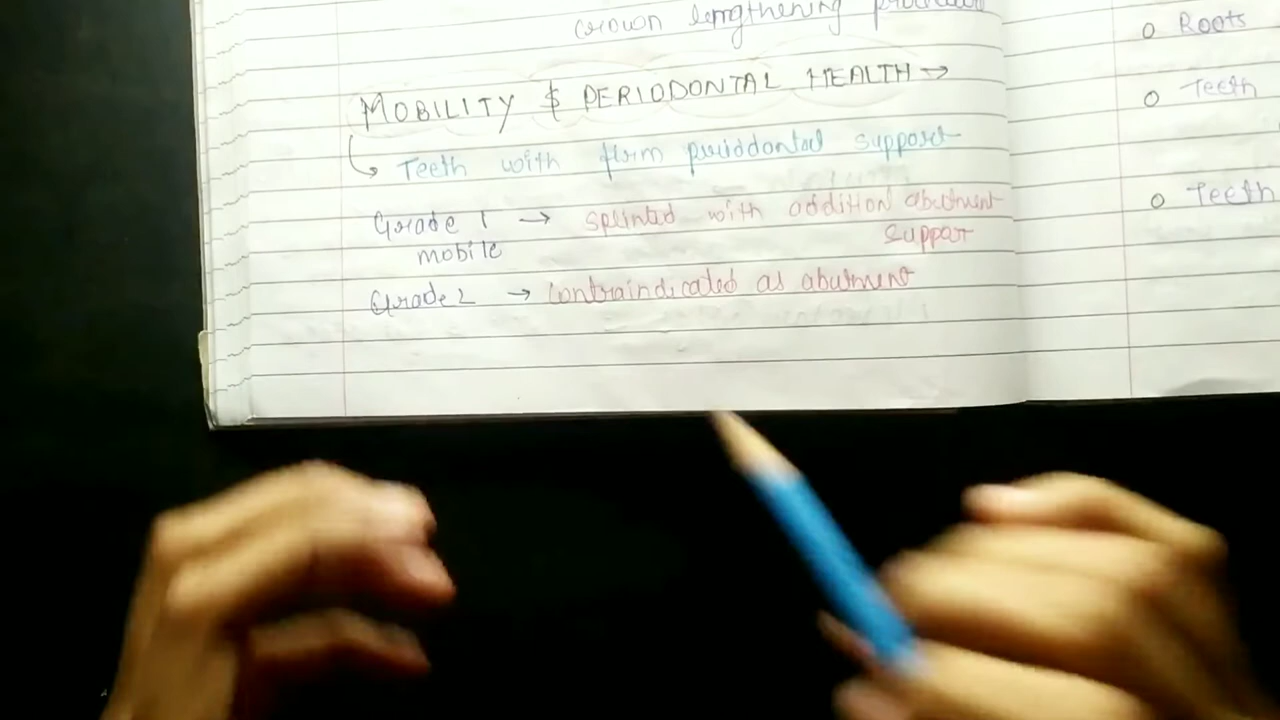 crown lengthening
MOBILITY & PERIODONTAL HEALTH →
Teeth with firm periodontal support
Grade 1 → splinted with addition abutment
mobile support
Grade 2 → Contraindicated as abutment
o Roots
o Teeth
o Teeth